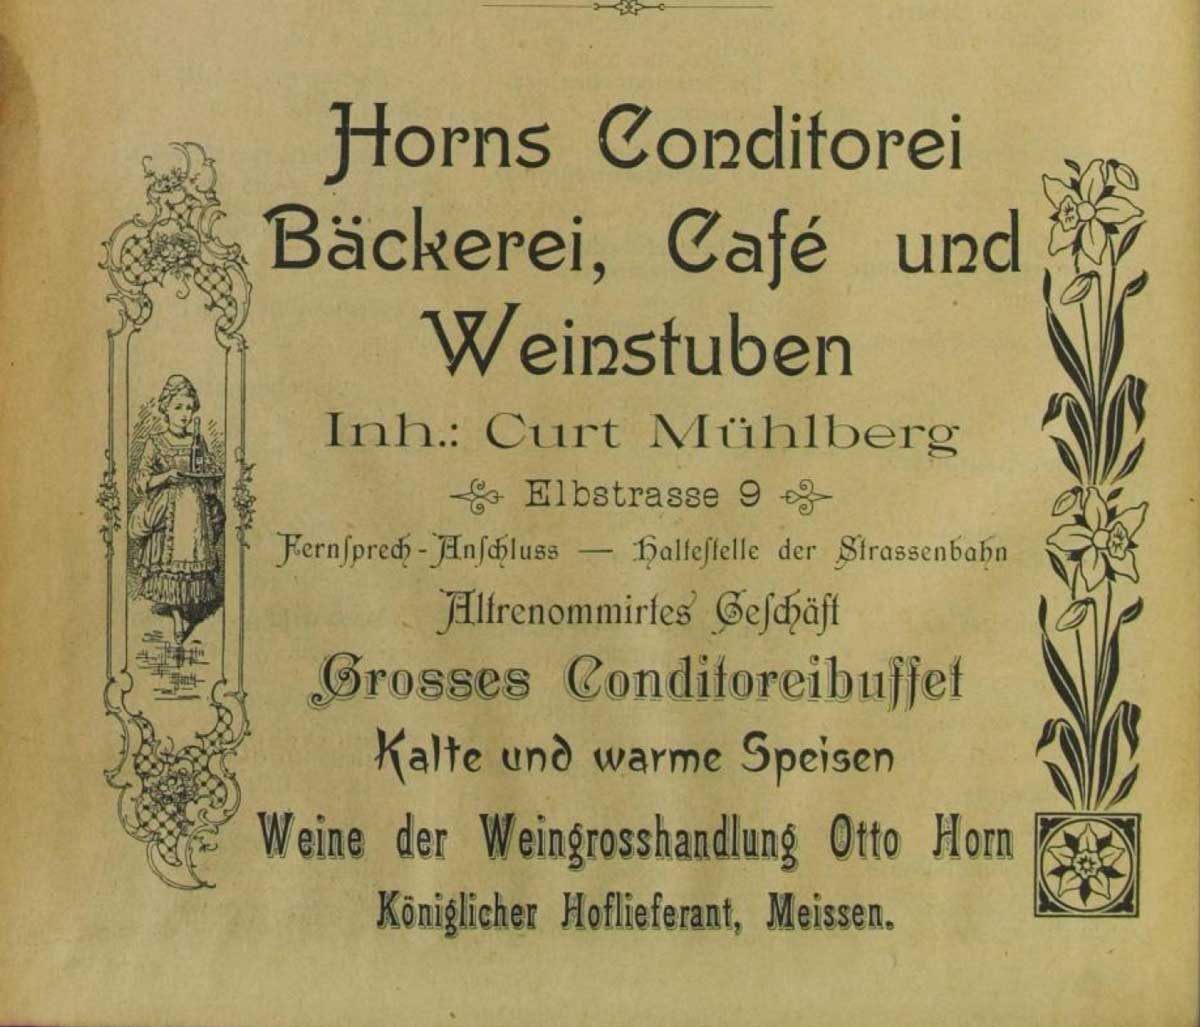 Horns Conditorei
Bäckerei, Café und
Weinstuben
Inh.: Curt Mühlberg
Elbstrasse 9
Fernsprech-Anschluss — Haltestelle der Strassenbahn
Altrenommirtes Geschäft
Grosses Conditoreibuffet
Kalte und warme Speisen
Weine der Weingrosshandlung Otto Horn
Königlicher Hoflieferant, Meissen.